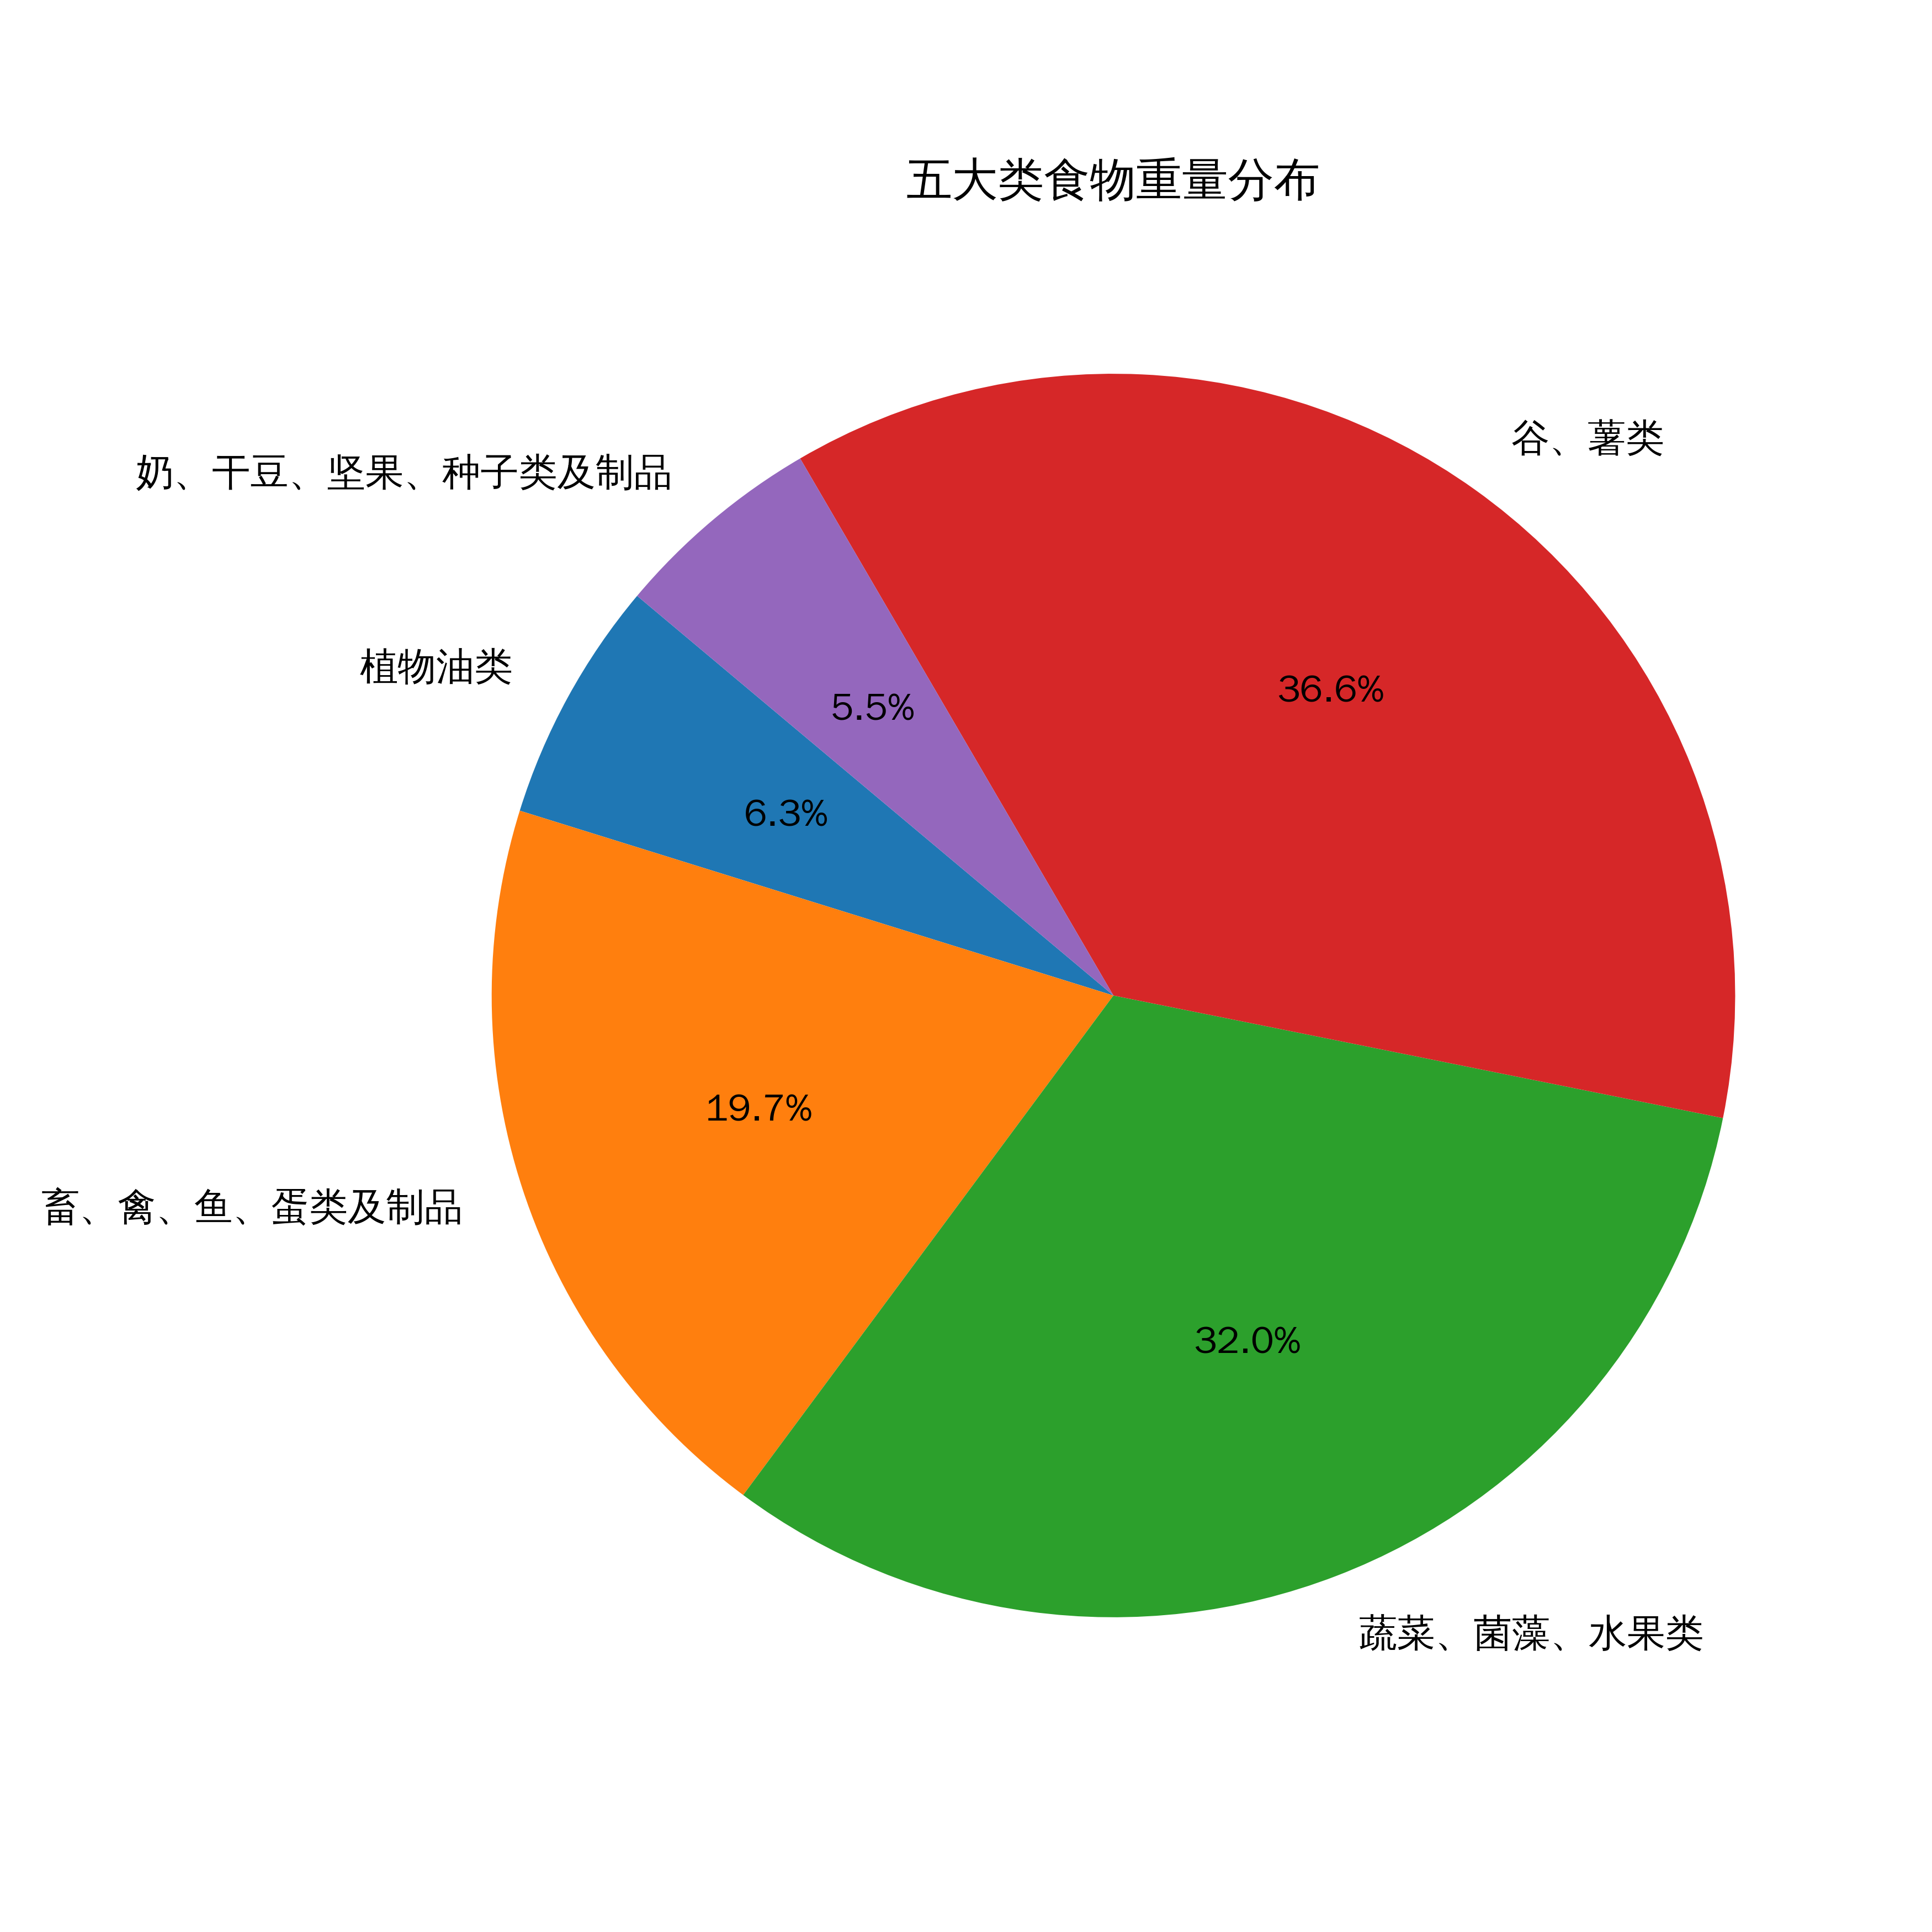 五大类食物重量分布
谷、薯类
奶、干豆、坚果、种子类及制品
植物油类
36.6%
5.5%
6.3%
19.7%
畜、禽、鱼、蛋类及制品
32.0%
蔬菜、菌藻、水果类